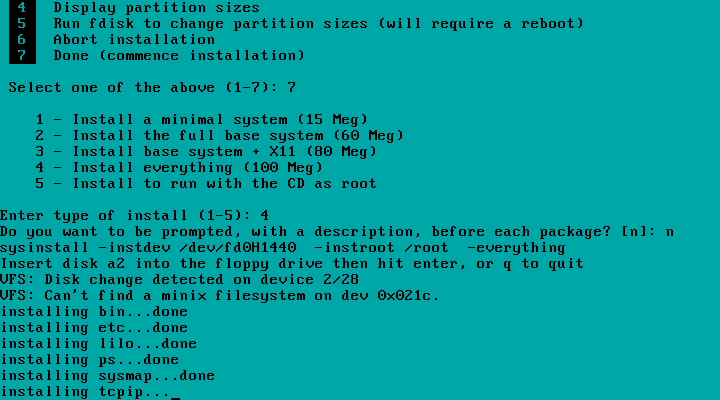 4 Display partition sizes
5 Run fdisk to change partition sizes (will require a reboot)
6 Abort installation
7 Done (commence installation)
Select one of the above (1-7): 7
1 - Install a minimal system (15 Meg)
2 - Install the full base system (60 Meg)
3 - Install base system + X11 (80 Meg)
4 - Install everything (100 Meg)
5 - Install to run with the CD as root
Enter type of install (1-5): 4
Do you want to be prompted, with a description, before each package? [n]: n
sysinstall -instdev /dev/fd0H1440  -instroot /root  -everything
Insert disk a2 into the floppy drive then hit enter, or q to quit
VFS: Disk change detected on device 2/28
VFS: Can't find a minix filesystem on dev 0x021c.
installing bin...done
installing etc...done
installing lilo...done
installing ps...done
installing sysmap...done
installing tcpip..._